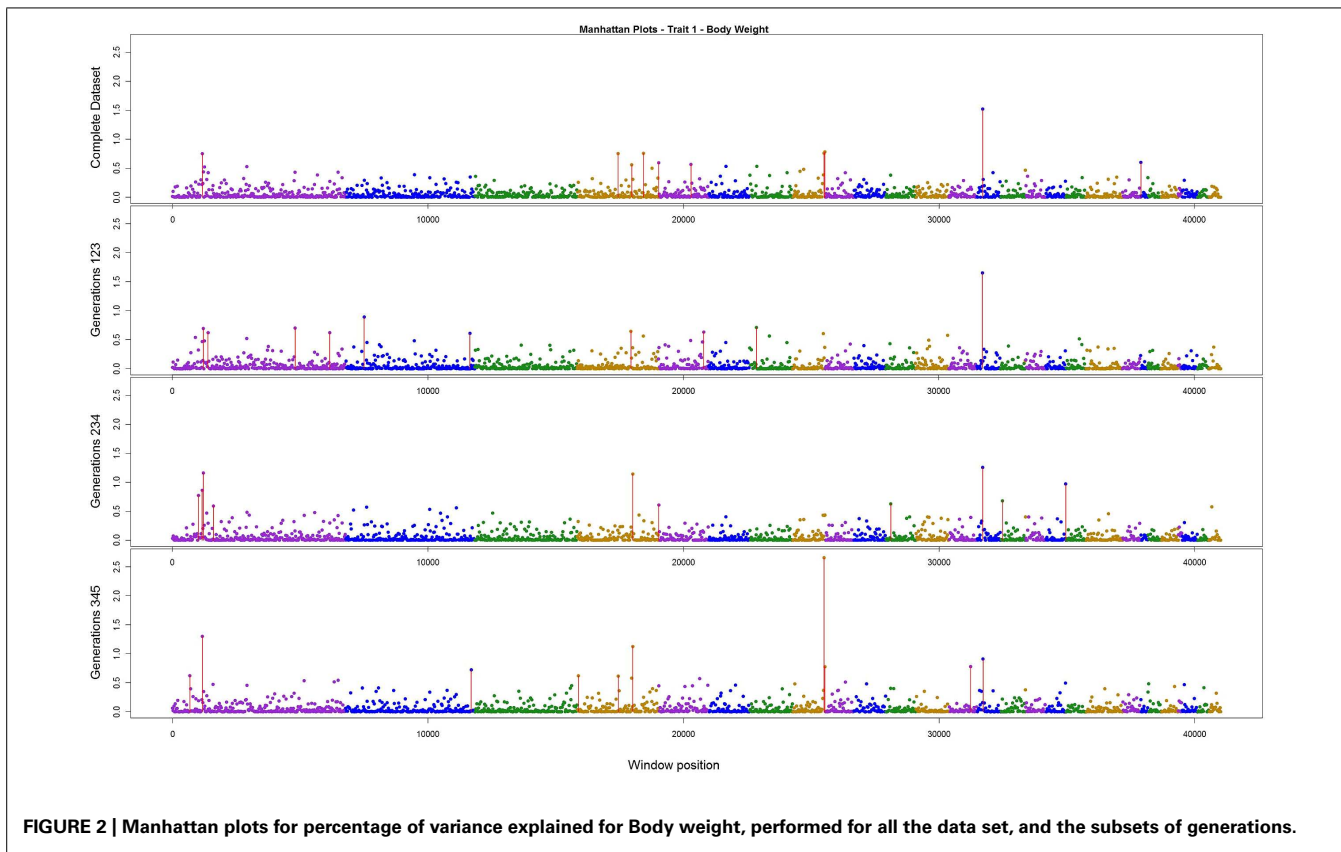 Manhattan Plots - Trait 1 - Body Weight
Complete Dataset
0.0 0.5 1.0 1.5 2.0 2.5
0 10000 20000 30000 40000
Generations 123
0.0 0.5 1.0 1.5 2.0 2.5
0 10000 20000 30000 40000
Generations 234
0.0 0.5 1.0 1.5 2.0 2.5
0 10000 20000 30000 40000
Generations 345
0.0 0.5 1.0 1.5 2.0 2.5
0 10000 20000 30000 40000
Window position
FIGURE 2 | Manhattan plots for percentage of variance explained for Body weight, performed for all the data set, and the subsets of generations.